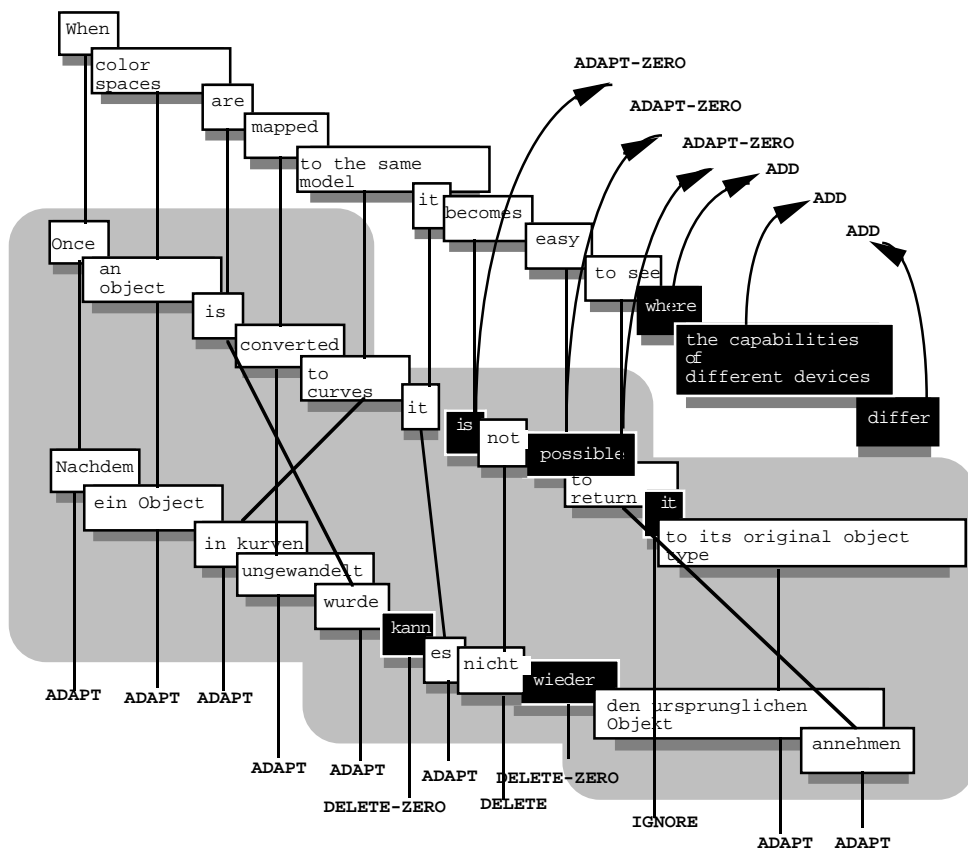 When
color
spaces
are
mapped
to the same
model
it
becomes
easy
to see
where
the capabilities
of
different devices
differ
ADAPT-ZERO
ADAPT-ZERO
ADAPT-ZERO
ADD
ADD
ADD
Once
an
object
is
converted
to
curves
it
is
not
possible
to
return
it
to its original object
type
Nachdem
ein Object
in kurven
ungewandelt
wurde
kann
es
nicht
wieder
den ursprunglichen
Objekt
annehmen
ADAPT
ADAPT
ADAPT
ADAPT
ADAPT
DELETE-ZERO
ADAPT
DELETE
DELETE-ZERO
IGNORE
ADAPT
ADAPT